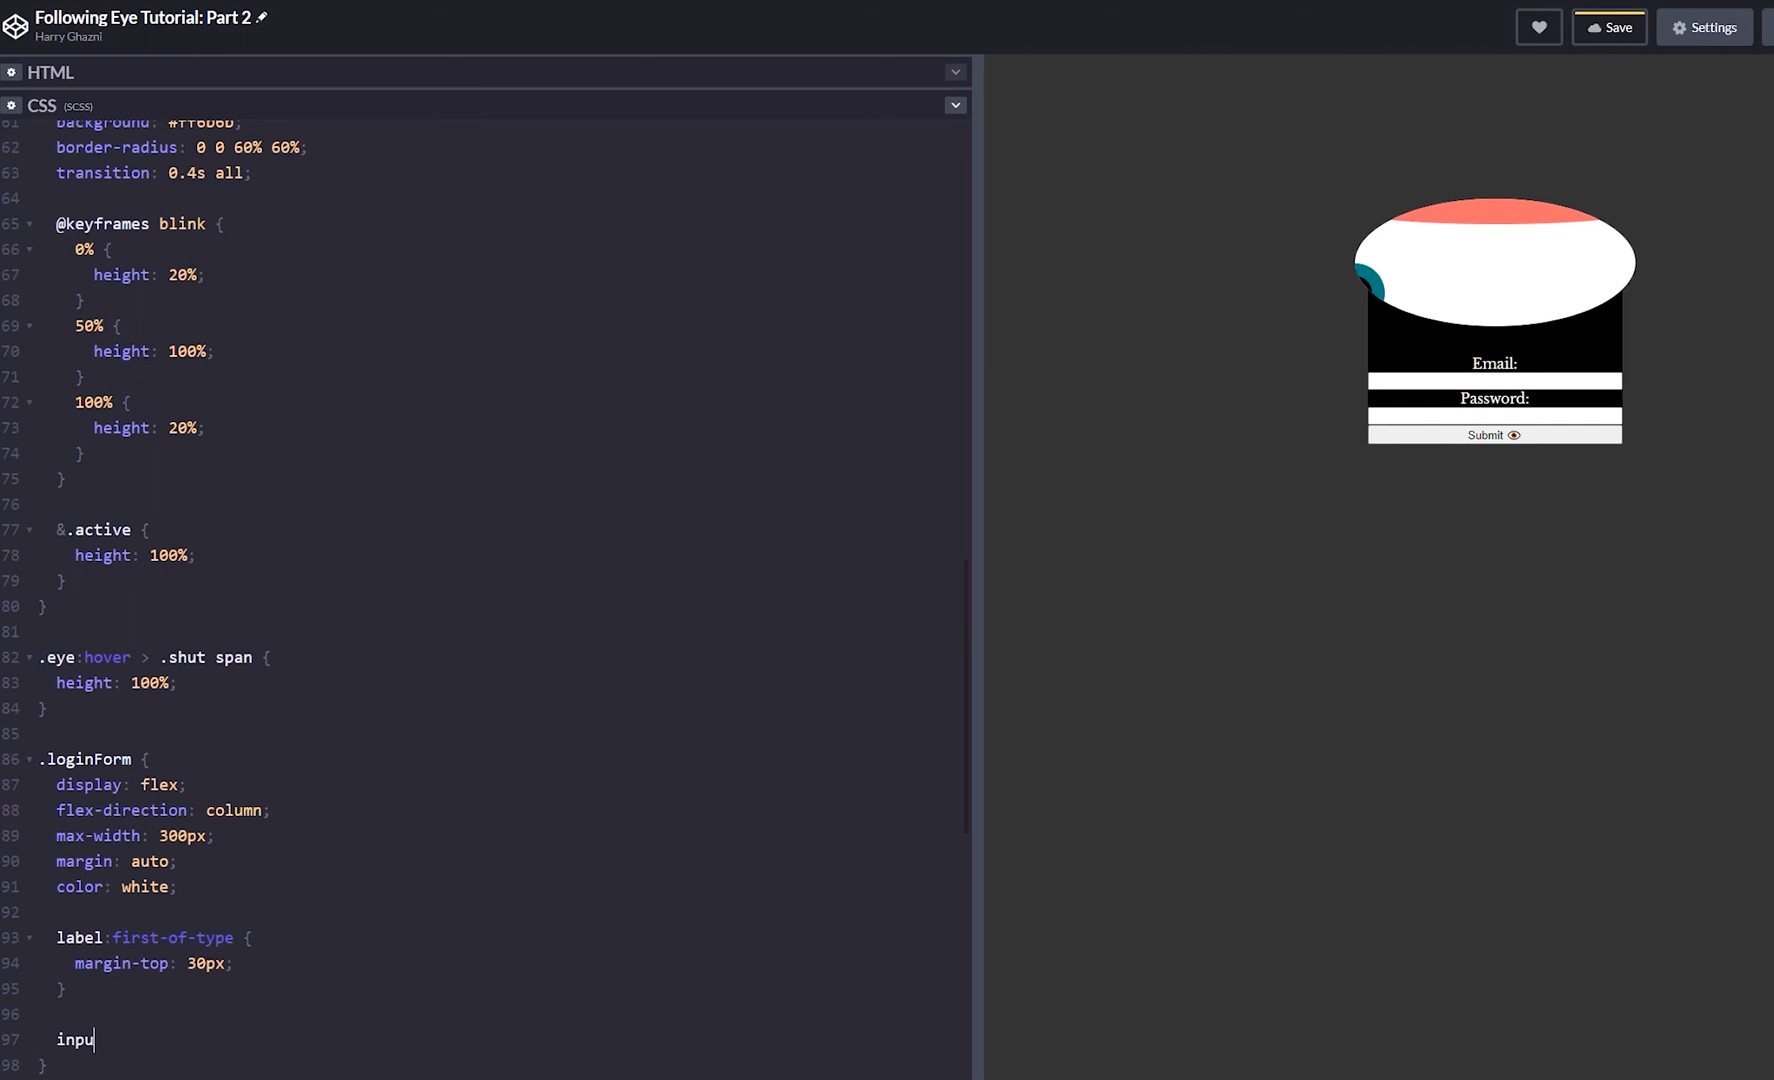 Following Eye Tutorial: Part 2
Harry Ghazni
Save
Settings
HTML
CSS (SCSS)
61 background: #ff6b6b;
62 border-radius: 0 0 60% 60%;
63 transition: 0.4s all;
64
65 @keyframes blink {
66 0% {
67 height: 20%;
68 }
69 50% {
70 height: 100%;
71 }
72 100% {
73 height: 20%;
74 }
75 }
76
77 &.active {
78 height: 100%;
79 }
80 }
81
82 .eye:hover > .shut span {
83 height: 100%;
84 }
85
86 .loginForm {
87 display: flex;
88 flex-direction: column;
89 max-width: 300px;
90 margin: auto;
91 color: white;
92
93 label:first-of-type {
94 margin-top: 30px;
95 }
96
97 inpu
98 }
Email:
Password:
Submit